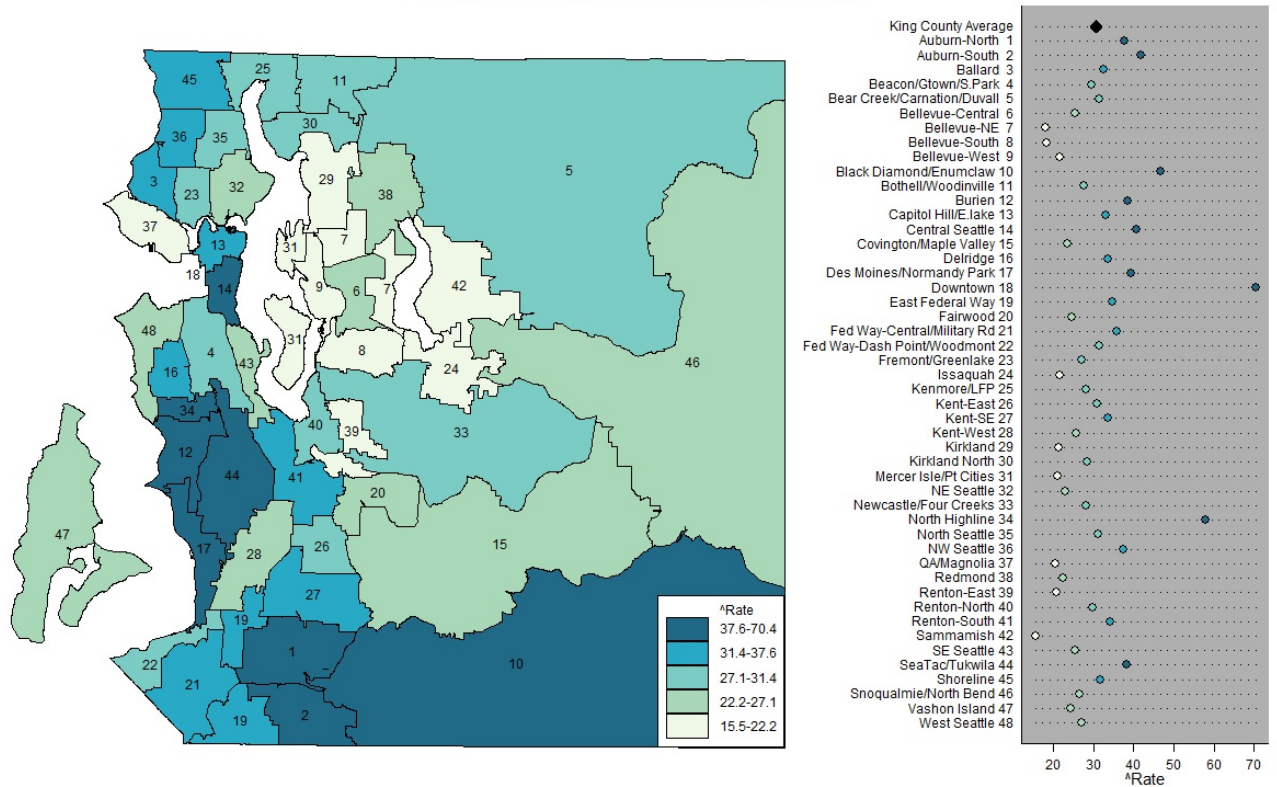 45
25
11
36
35
30
3
23
32
29
38
5
37
13
31
7
18
14
9
6
7
42
48
4
31
8
46
16
43
24
34
40
39
33
12
44
41
20
47
17
28
26
15
27
19
1
22
21
10
19
2
^Rate
37.6-70.4
31.4-37.6
27.1-31.4
22.2-27.1
15.5-22.2
King County Average
Auburn-North 1
Auburn-South 2
Ballard 3
Beacon/Gtown/S.Park 4
Bear Creek/Carnation/Duvall 5
Bellevue-Central 6
Bellevue-NE 7
Bellevue-South 8
Bellevue-West 9
Black Diamond/Enumclaw 10
Bothell/Woodinville 11
Burien 12
Capitol Hill/E.lake 13
Central Seattle 14
Covington/Maple Valley 15
Delridge 16
Des Moines/Normandy Park 17
Downtown 18
East Federal Way 19
Fairwood 20
Fed Way-Central/Military Rd 21
Fed Way-Dash Point/Woodmont 22
Fremont/Greenlake 23
Issaquah 24
Kenmore/LFP 25
Kent-East 26
Kent-SE 27
Kent-West 28
Kirkland 29
Kirkland North 30
Mercer Isle/Pt Cities 31
NE Seattle 32
Newcastle/Four Creeks 33
North Highline 34
North Seattle 35
NW Seattle 36
QA/Magnolia 37
Redmond 38
Renton-East 39
Renton-North 40
Renton-South 41
Sammamish 42
SE Seattle 43
SeaTac/Tukwila 44
Shoreline 45
Snoqualmie/North Bend 46
Vashon Island 47
West Seattle 48
20 30 40 50 60 70
^Rate